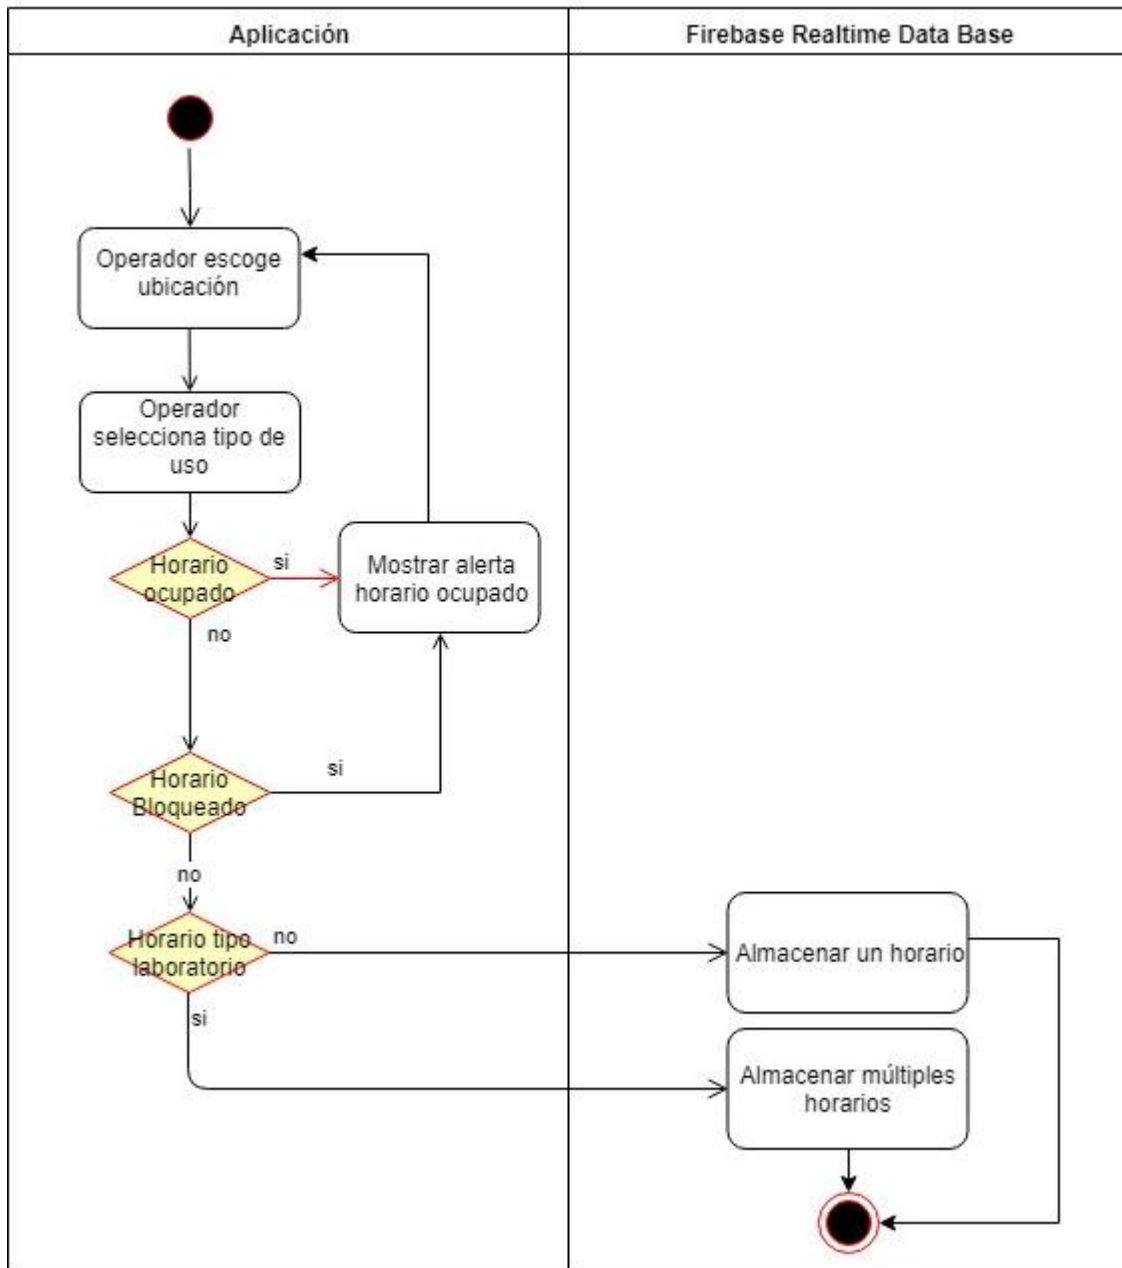 Aplicación
Firebase Realtime Data Base
Operador escoge
ubicación
Operador
selecciona tipo de
uso
Horario
ocupado
si
Mostrar alerta
horario ocupado
no
Horario
Bloqueado
si
no
Horario tipo
laboratorio
no
Almacenar un horario
si
Almacenar múltiples
horarios